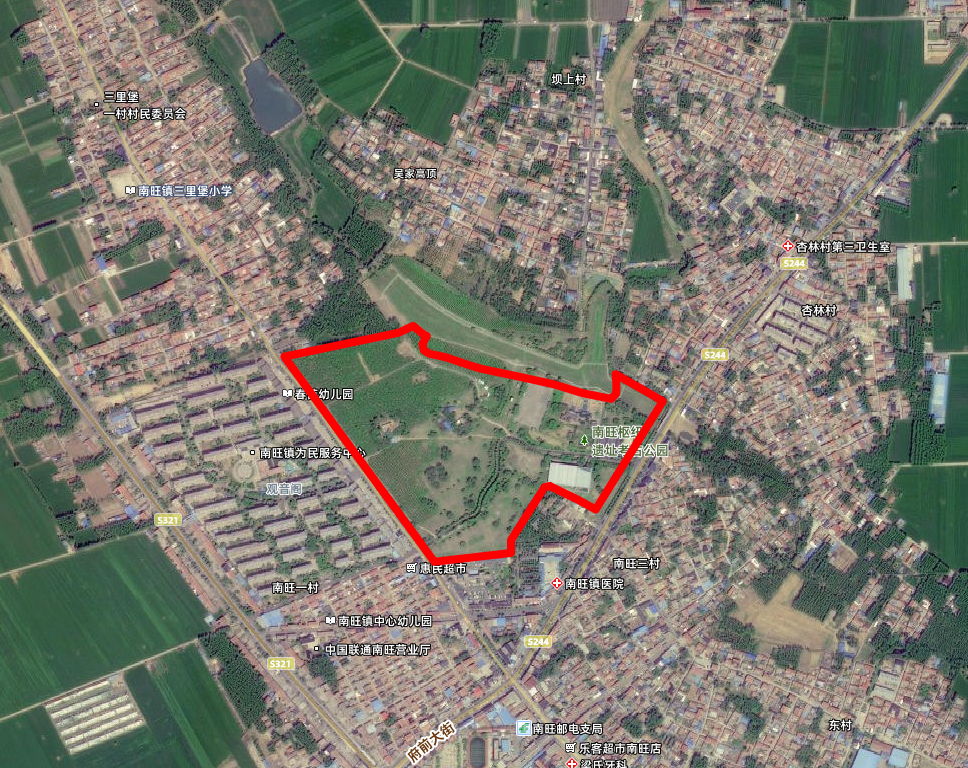 坝上村
三里堡
一村村民委员会
吴家高顶
南旺镇三里堡小学
杏林村第三卫生室
S244
杏林村
S244
春蕾幼儿园
南旺枢纽
遗址考古公园
南旺镇为民服务中心
观音阁
S321
惠民超市
南旺三村
南旺镇医院
南旺一村
南旺镇中心幼儿园
S244
中国联通南旺营业厅
S321
东村
南旺邮电支局
府前大街
乐客超市南旺店
梁氏牙科